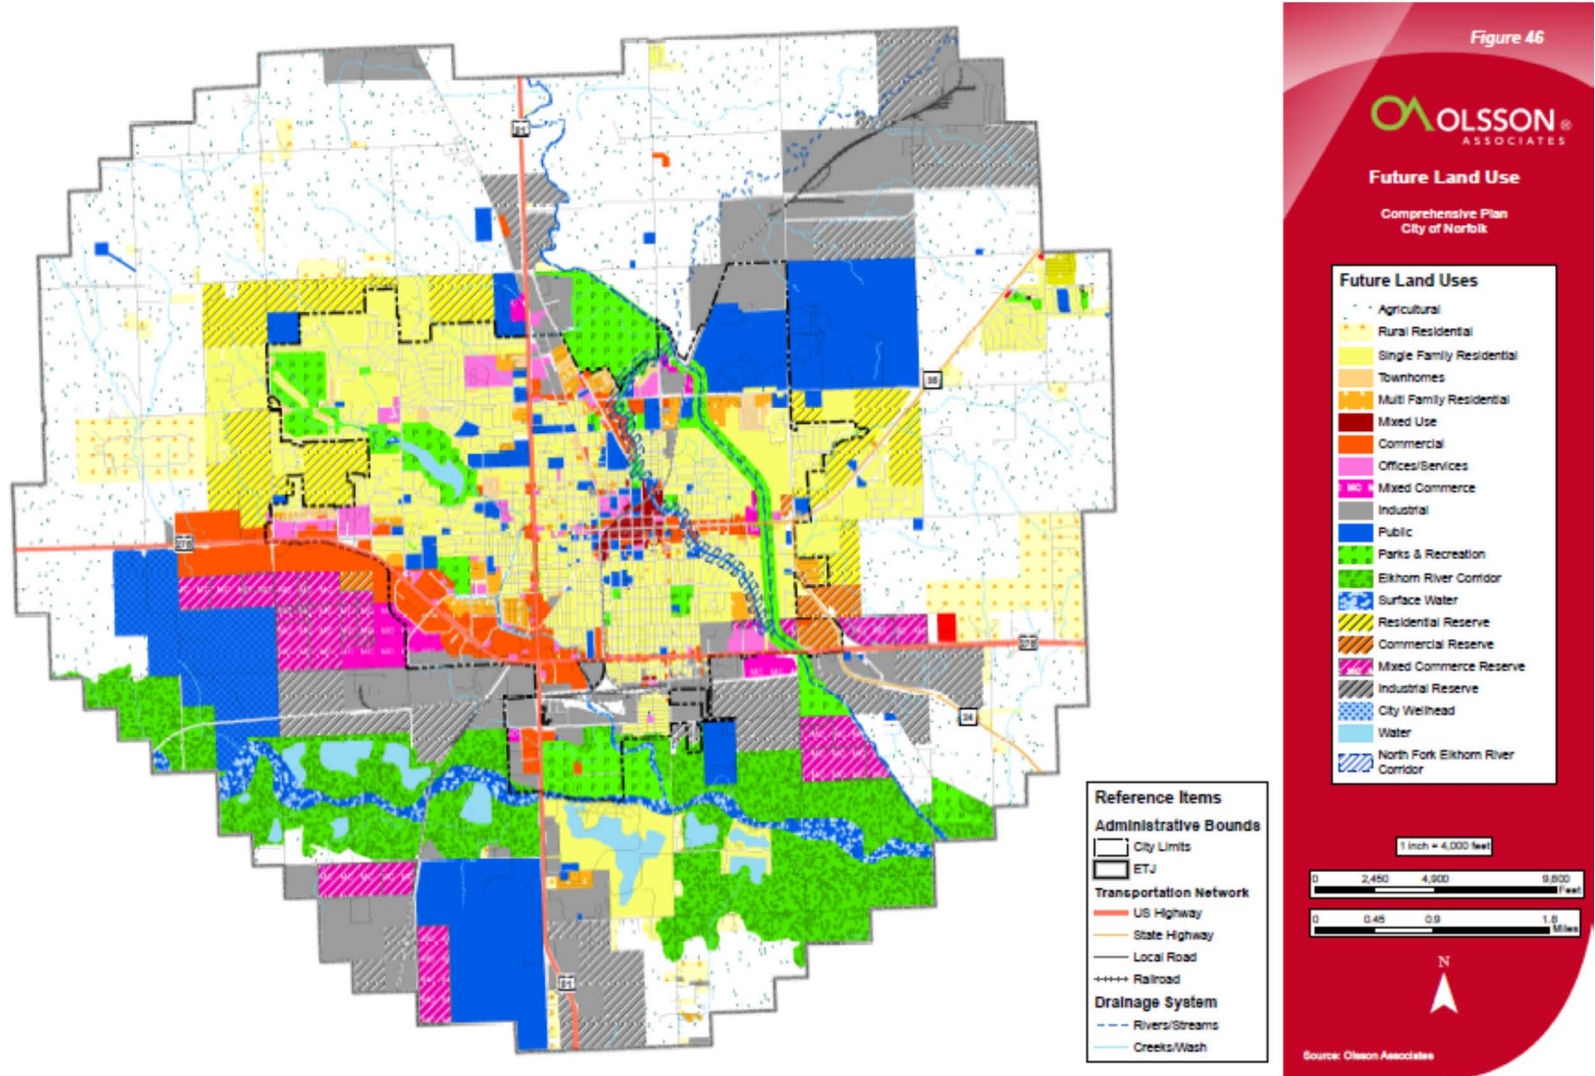 Figure 46
OLSSON ®
ASSOCIATES
Future Land Use
Comprehensive Plan
City of Norfolk
Future Land Uses
Agricultural
Rural Residential
Single Family Residential
Townhomes
Multi Family Residential
Mixed Use
Commercial
Offices/Services
Mixed Commerce
Industrial
Public
Parks & Recreation
Elkhorn River Corridor
Surface Water
Residential Reserve
Commercial Reserve
Mixed Commerce Reserve
Industrial Reserve
City Wellhead
Water
North Fork Elkhorn River
Corridor
1 inch = 4,000 feet
0 2,450 4,900 9,800
Feet
0 0.45 0.9 1.8
Miles
N
Source: Olsson Associates
Reference Items
Administrative Bounds
City Limits
ETJ
Transportation Network
US Highway
State Highway
Local Road
Railroad
Drainage System
Rivers/Streams
Creeks/Wash
81
35
275
275
24
81